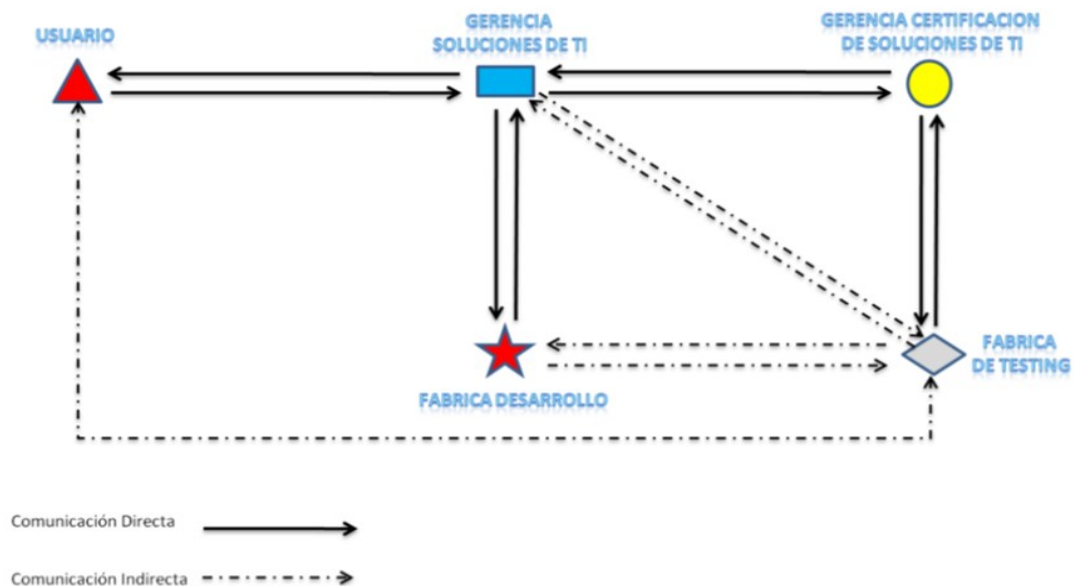 USUARIO
GERENCIA
SOLUCIONES DE TI
GERENCIA CERTIFICACION
DE SOLUCIONES DE TI
FABRICA DESARROLLO
FABRICA
DE TESTING
Comunicación Directa
Comunicación Indirecta